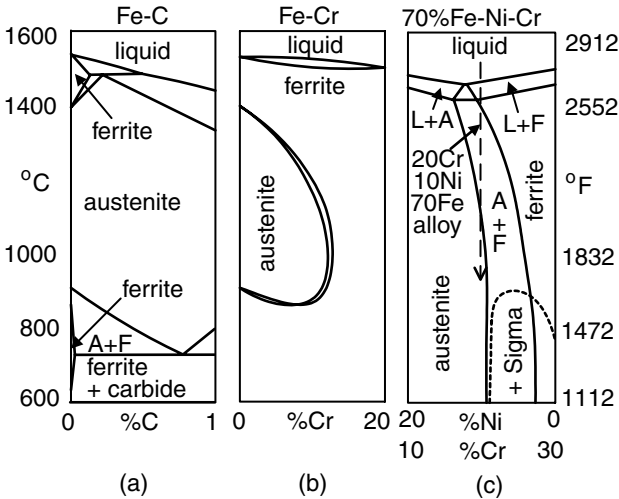 Fe-C
Fe-Cr
70%Fe-Ni-Cr
1600
1400
°C
1000
800
600
liquid
ferrite
austenite
ferrite
A+F
ferrite
+ carbide
0
%C
1
(a)
liquid
ferrite
austenite
0
%Cr
20
(b)
liquid
L+A
L+F
20Cr
10Ni
70Fe
alloy
A
+
F
ferrite
austenite
+ Sigma
2912
2552
°F
1832
1472
1112
20
%Ni
0
10
%Cr
30
(c)